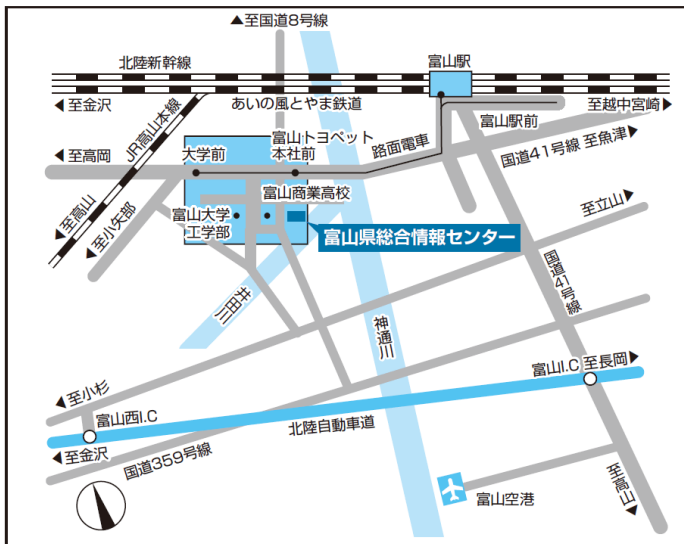 ▲至国道8号線
北陸新幹線
富山駅
◀至金沢
あいの風とやま鉄道
至越中宮崎▶
JR高山本線
富山駅前
富山トヨペット
本社前
路面電車
国道41号線 至魚津▶
◀至高岡
大学前
富山商業高校
◀至高山
◀至小矢部
富山大学
工学部
富山県総合情報センター
至立山▶
国道41号線
井田川
神通川
富山I.C 至長岡▶
◀至小杉
富山西I.C
北陸自動車道
◀至金沢
国道359号線
富山空港
至高山▶